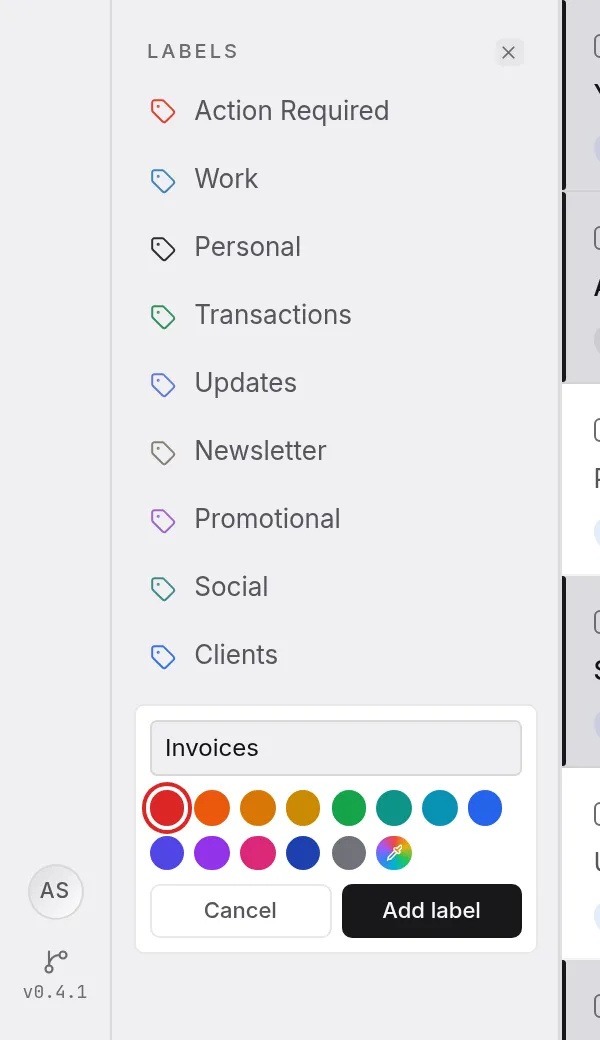 LABELS
Action Required
Work
Personal
Transactions
Updates
Newsletter
Promotional
Social
Clients
Invoices
Cancel
Add label
AS
v0.4.1